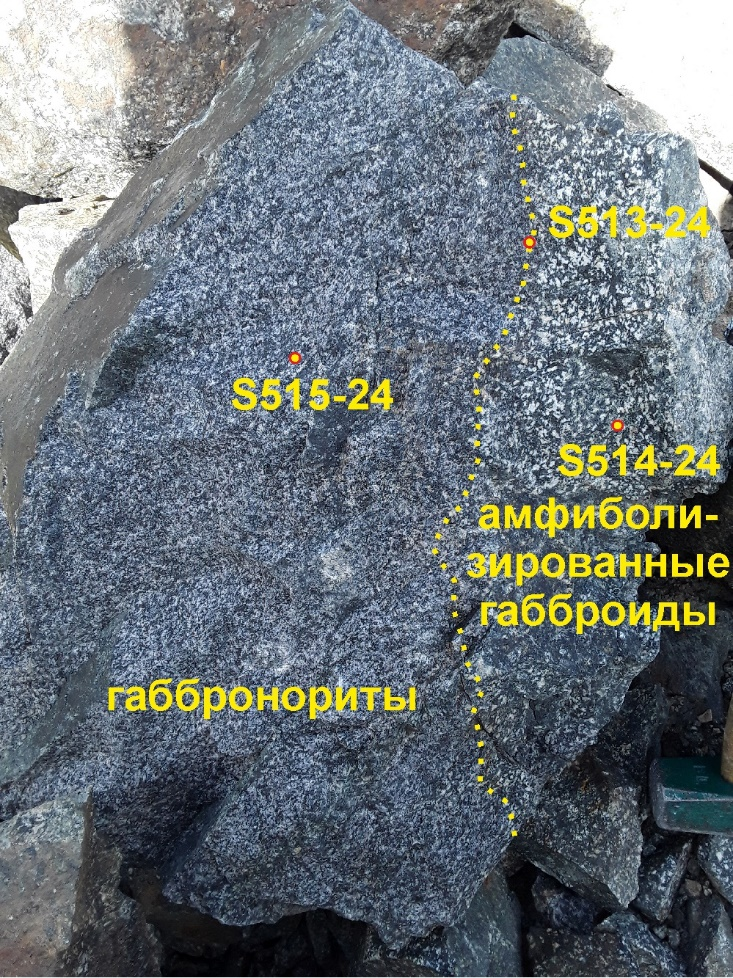 S513-24
S515-24
S514-24
амфиболи-
зированные
габброиды
габбронориты